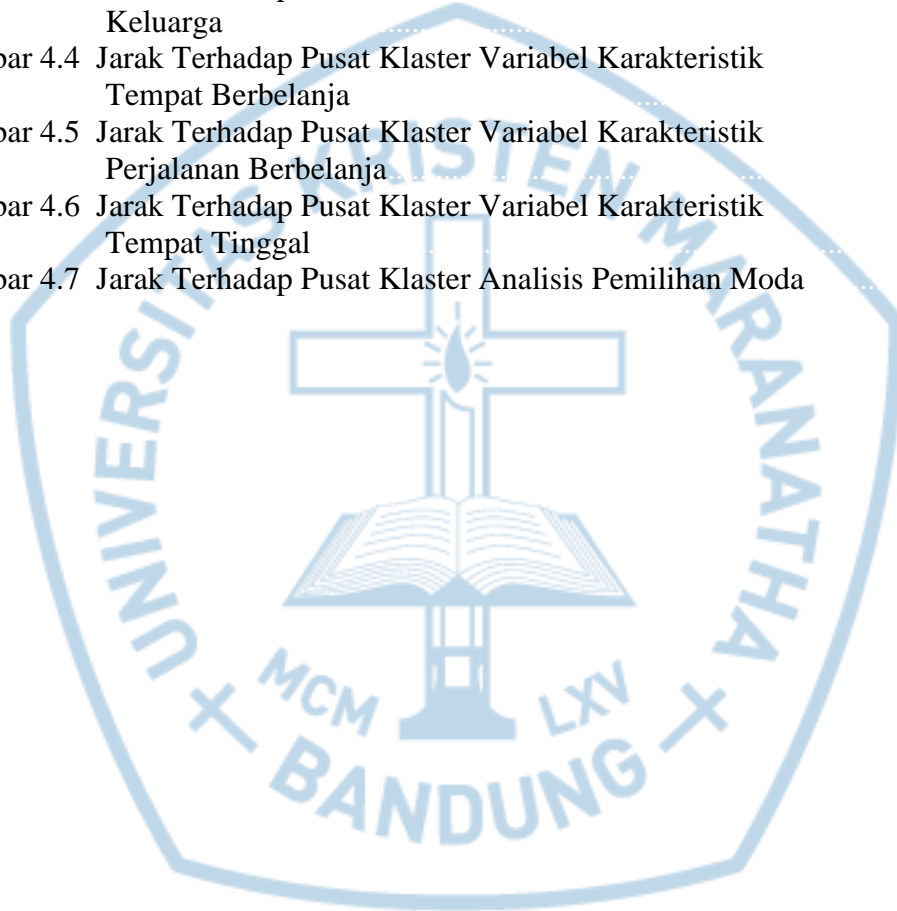 Keluarga
bar 4.4 Jarak Terhadap Pusat Klaster Variabel Karakteristik
Tempat Berbelanja
bar 4.5 Jarak Terhadap Pusat Klaster Variabel Karakteristik
Perjalanan Berbelanja
bar 4.6 Jarak Terhadap Pusat Klaster Variabel Karakteristik
Tempat Tinggal
bar 4.7 Jarak Terhadap Pusat Klaster Analisis Pemilihan Moda
UNIVERSITAS KRISTEN MARANATHA
MCM LXV
BANDUNG